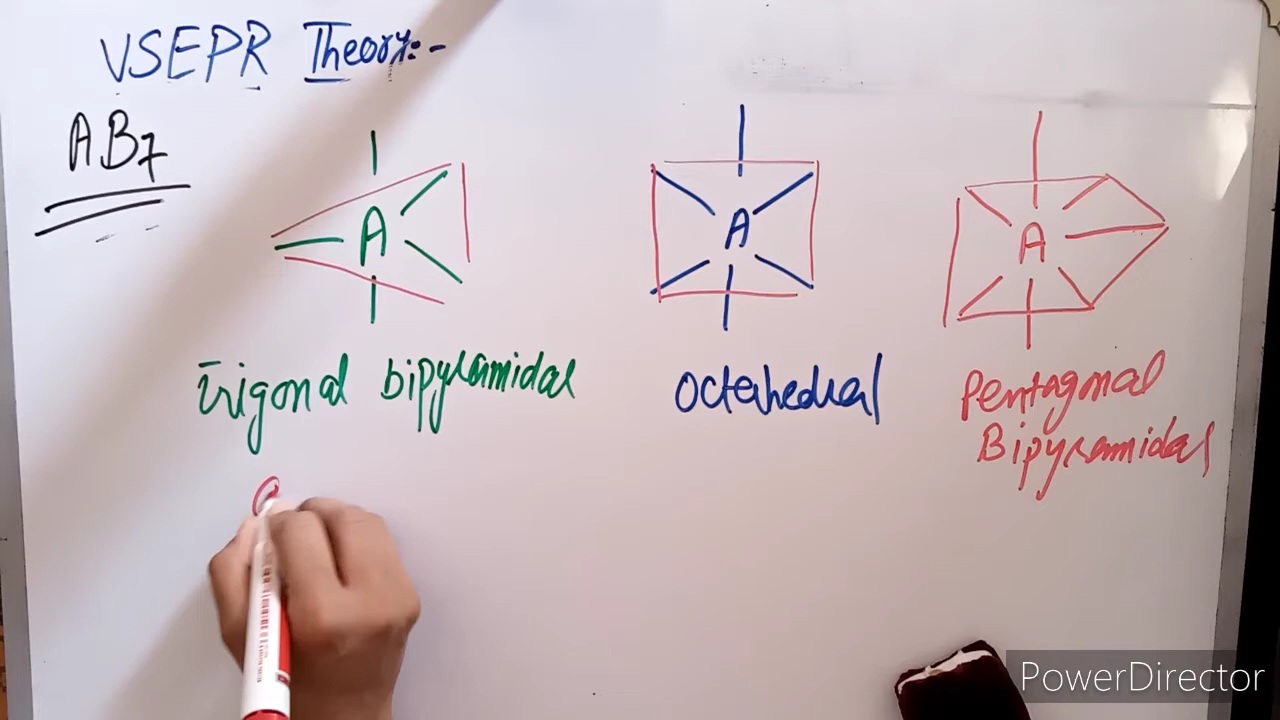 VSEPR Theory:-
AB7
A
A
A
trigonal bipyramidal
octahedral
Pentagonal
Bipyramidal
PowerDirector